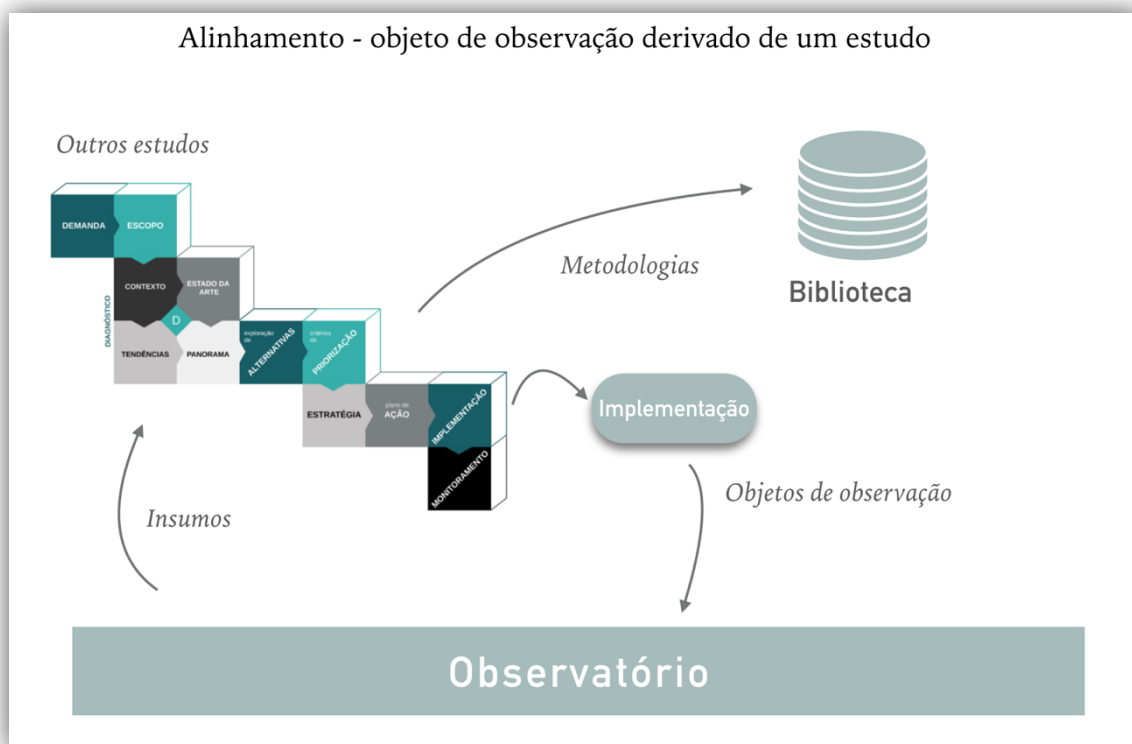 Alinhamento - objeto de observação derivado de um estudo
Outros estudos
DEMANDA
ESCOPO
CONTEXTO
ESTADO DA
ARTE
DIAGNÓSTICO
D
TENDÊNCIAS
PANORAMA
exploração
de
ALTERNATIVAS
critérios
de
PRIORIZAÇÃO
ESTRATÉGIA
plano de
AÇÃO
IMPLEMENTAÇÃO
MONITORAMENTO
Metodologias
Biblioteca
Implementação
Objetos de observação
Insumos
Observatório